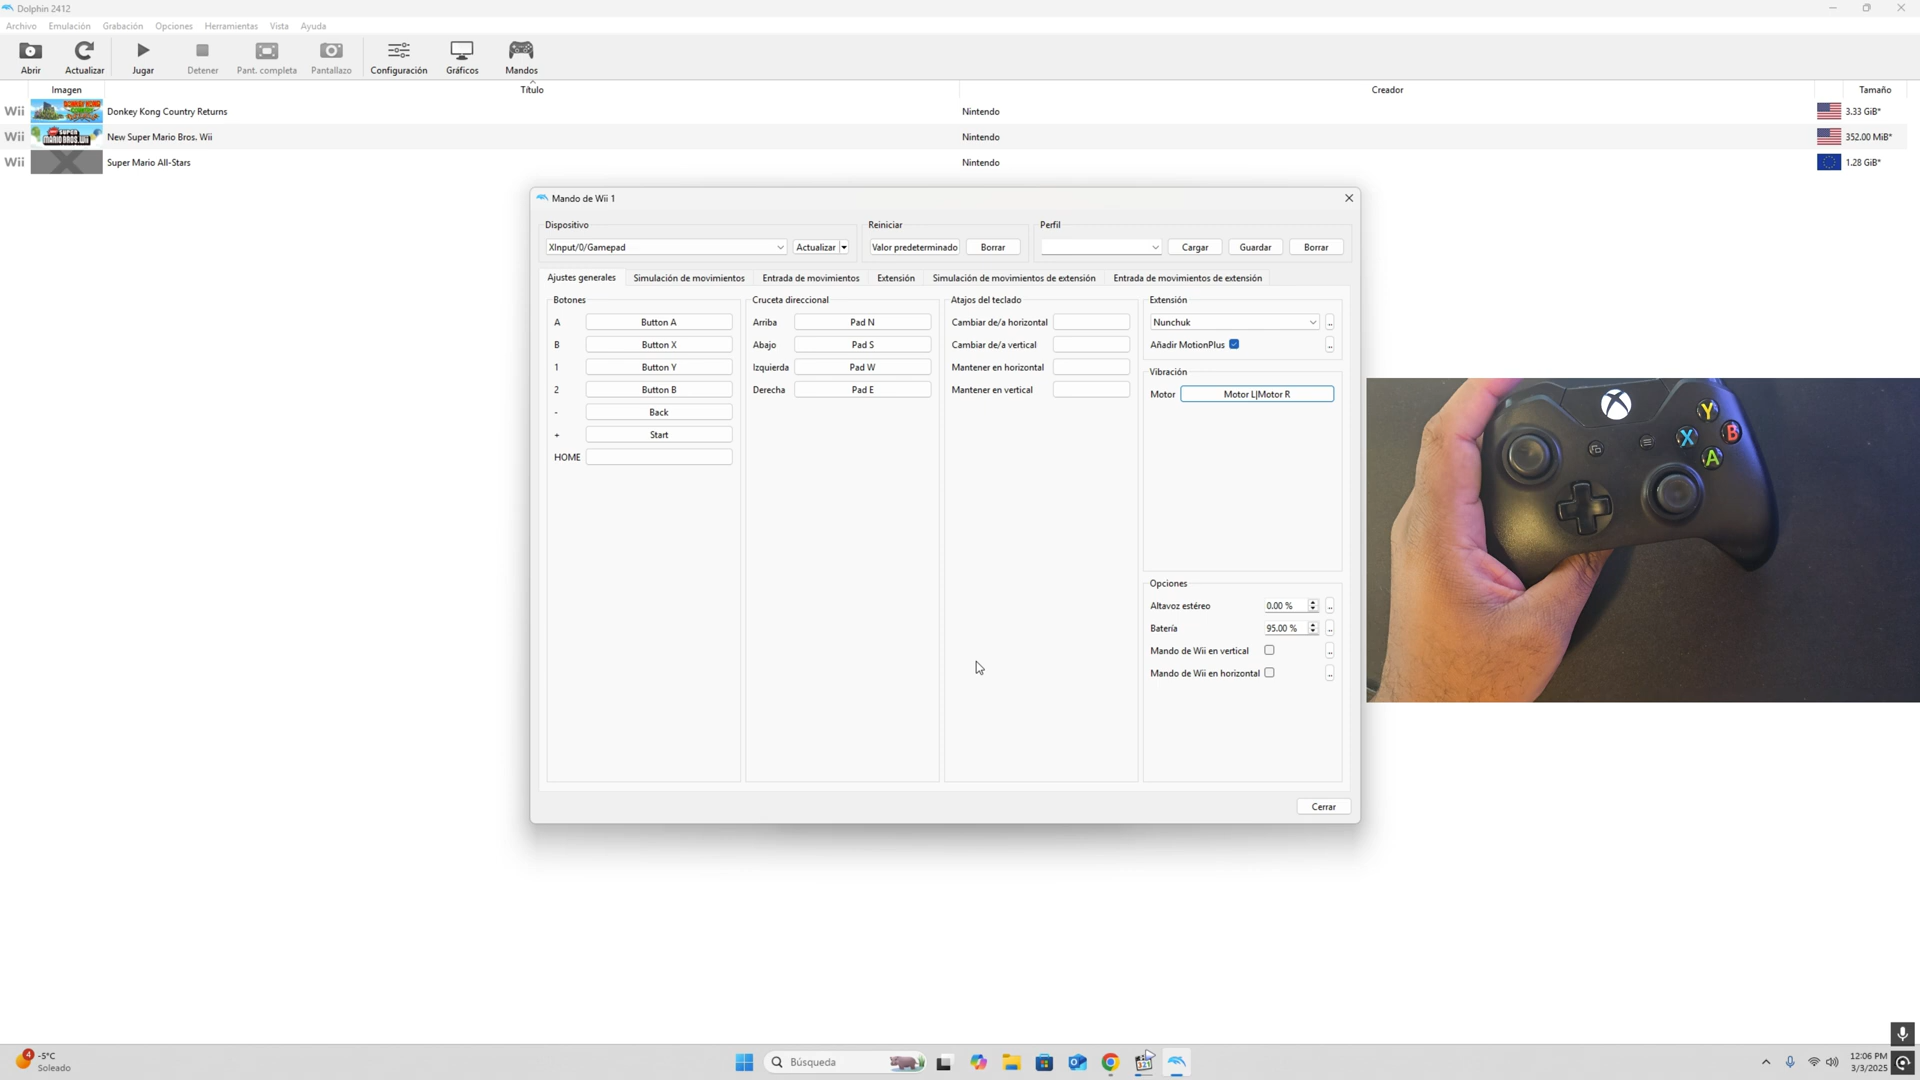 Dolphin 2412
Archivo Emulación Grabación Opciones Herramientas Vista Ayuda
Abrir Actualizar Jugar Detener Pant. completa Pantallazo Configuración Gráficos Mandos
Imagen Título Creador Tamaño
Wii Donkey Kong Country Returns Nintendo 3.33 GiB*
Wii New Super Mario Bros. Wii Nintendo 352.00 MiB*
Wii Super Mario All-Stars Nintendo 1.28 GiB*
Mando de Wii 1
Dispositivo Reiniciar Perfil
XInput/0/Gamepad Actualizar Valor predeterminado Borrar Cargar Guardar Borrar
Ajustes generales Simulación de movimientos Entrada de movimientos Extensión Simulación de movimientos de extensión Entrada de movimientos de extensión
Botones Cruceta direccional Atajos del teclado Extensión
A Button A Arriba Pad N Cambiar de/a horizontal Nunchuk ..
B Button X Abajo Pad S Cambiar de/a vertical Añadir MotionPlus ..
1 Button Y Izquierda Pad W Mantener en horizontal Vibración
2 Button B Derecha Pad E Mantener en vertical Motor Motor L|Motor R
- Back
+ Start
HOME
Y
X B
A
Opciones
Altavoz estéreo 0.00 % ..
Batería 95.00 % ..
Mando de Wii en vertical ..
Mando de Wii en horizontal ..
Cerrar
4 -5°C
Soleado
Búsqueda
321
12:06 PM
3/3/2025